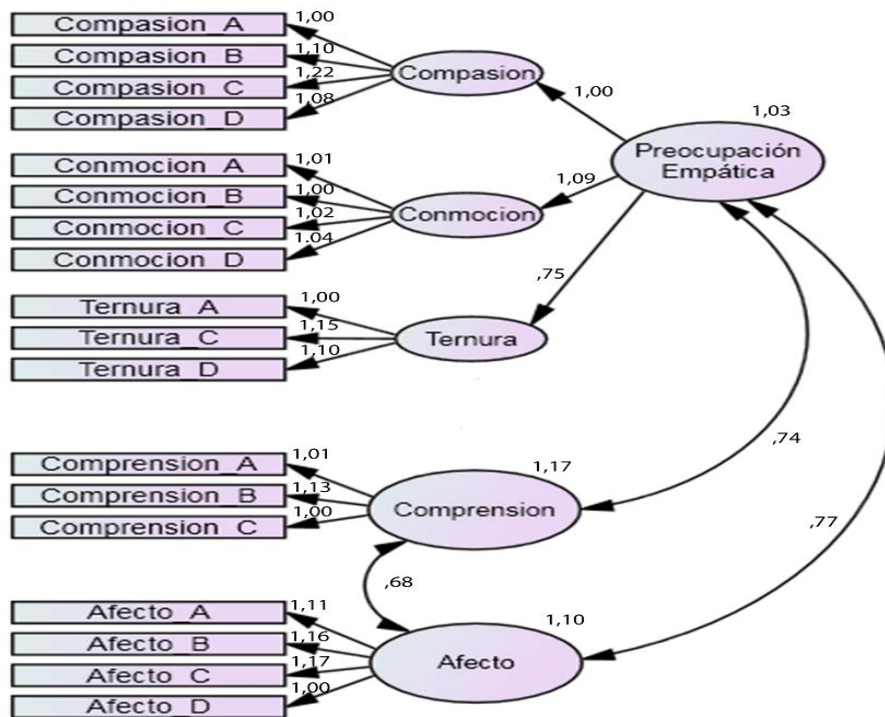 Compasion_A
1,00
Compasion_B
1,10
Compasion_C
1,22
Compasion_D
1,08
Compasion
1,00
1,03
Preocupación
Empática
Conmocion_A
1,01
Conmocion_B
1,00
Conmocion_C
1,02
Conmocion_D
1.04
Conmocion
1,09
,75
Ternura_A
1,00
Ternura_C
1,15
Ternura_D
1,10
Ternura
,74
,77
Comprension_A
1,01
Comprension_B
1,13
Comprension_C
1,00
1,17
Comprension
,68
Afecto_A
1,11
Afecto_B
1,16
Afecto_C
1,17
Afecto_D
1,00
1,10
Afecto